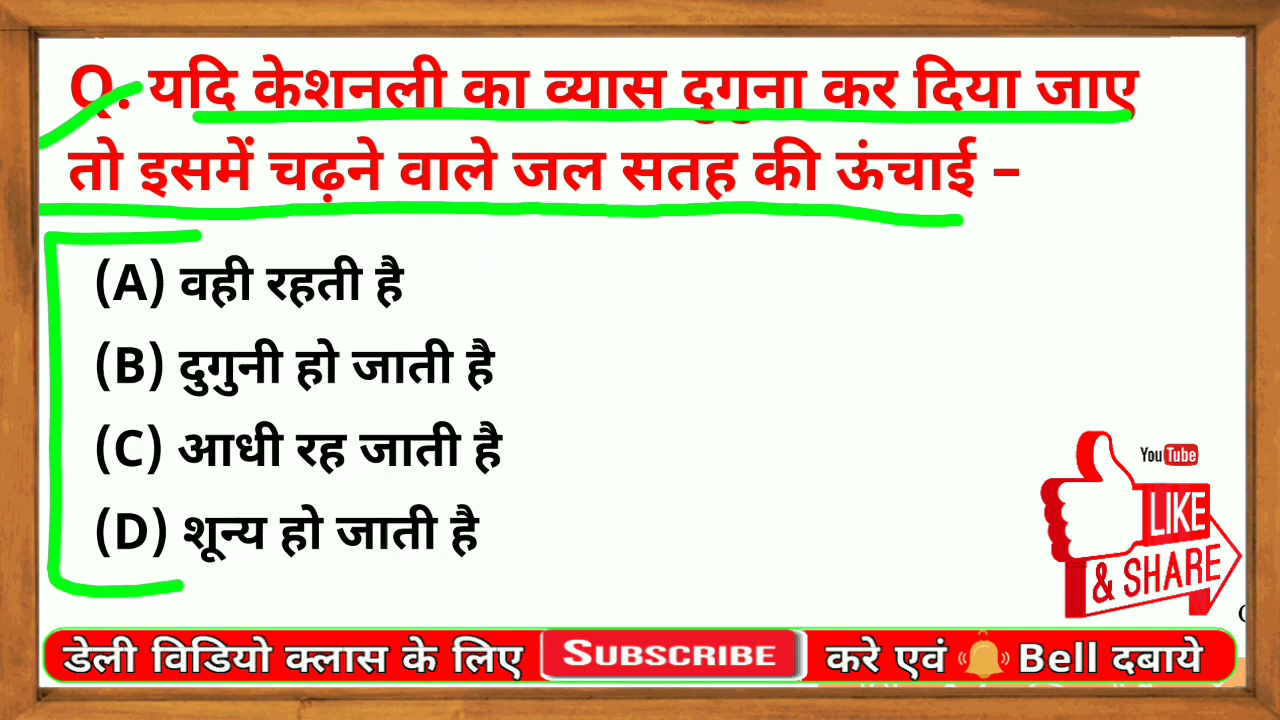 Q. यदि केशनली का व्यास दुगुना कर दिया जाए
तो इसमें चढ़ने वाले जल सतह की ऊंचाई –
(A) वही रहती है
(B) दुगुनी हो जाती है
(C) आधी रह जाती है
(D) शून्य हो जाती है
YouTube
LIKE
& SHARE
डेली विडियो क्लास के लिए SUBSCRIBE करे एवं Bell दबाये